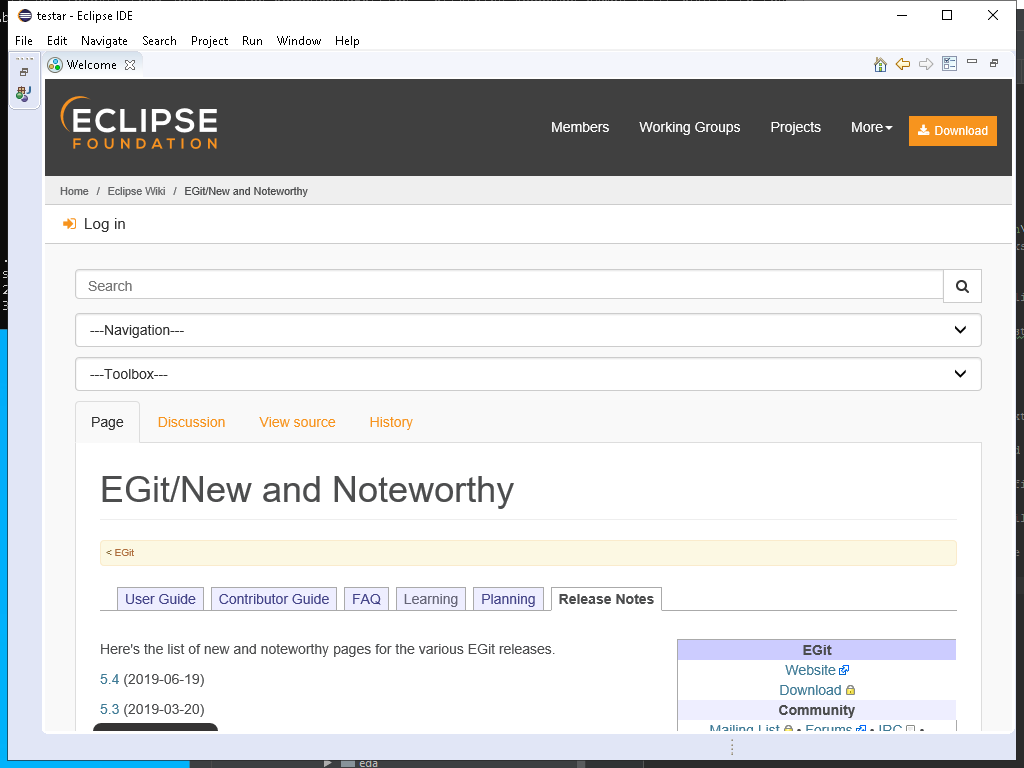 testar - Eclipse IDE
File Edit Navigate Search Project Run Window Help
Welcome
ECLIPSE
FOUNDATION
Members Working Groups Projects More Download
Home / Eclipse Wiki / EGit/New and Noteworthy
Log in
Search
---Navigation---
---Toolbox---
Page Discussion View source History
EGit/New and Noteworthy
< EGit
User Guide Contributor Guide FAQ Learning Planning Release Notes
Here's the list of new and noteworthy pages for the various EGit releases.
5.4 (2019-06-19)
5.3 (2019-03-20)
EGit
Website
Download
Community
Mailing List • Forums • IRC •
eda